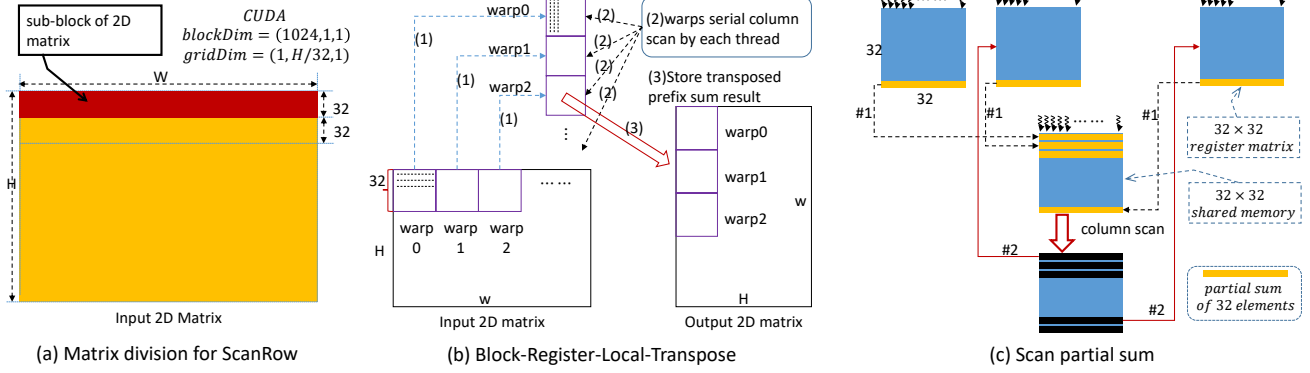 sub-block of 2D
matrix
CUDA
blockDim = (1024,1,1)
gridDim = (1, H/32, 1)
W
32
32
H
Input 2D Matrix
(a) Matrix division for ScanRow
warp0
warp1
warp2
(1)
(1)
(1)
(2)
(2)
(2)
(2)
(2)warps serial column
scan by each thread
(3)Store transposed
prefix sum result
(3)
⋮
32
... ...
warp
0
warp
1
warp
2
H
w
Input 2D matrix
warp0
warp1
warp2
w
H
Output 2D matrix
(b) Block-Register-Local-Transpose
... ...
32
32
#1
#1
#1
... ...
32 × 32
register matrix
32 × 32
shared memory
column scan
#2
#2
partial sum
of 32 elements
(c) Scan partial sum